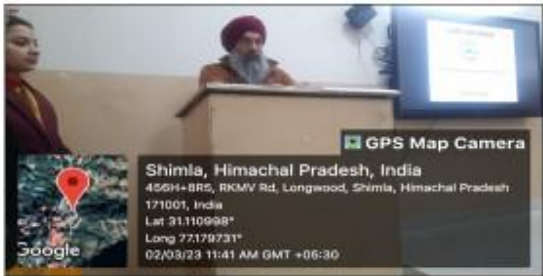 GPS Map Camera
Shimla, Himachal Pradesh, India
456H+8R5, RKMV Rd, Longwood, Shimla, Himachal Pradesh
171001, India
Lat 31.110998°
Long 77.179731°
02/03/23 11:41 AM GMT +05:30
Google